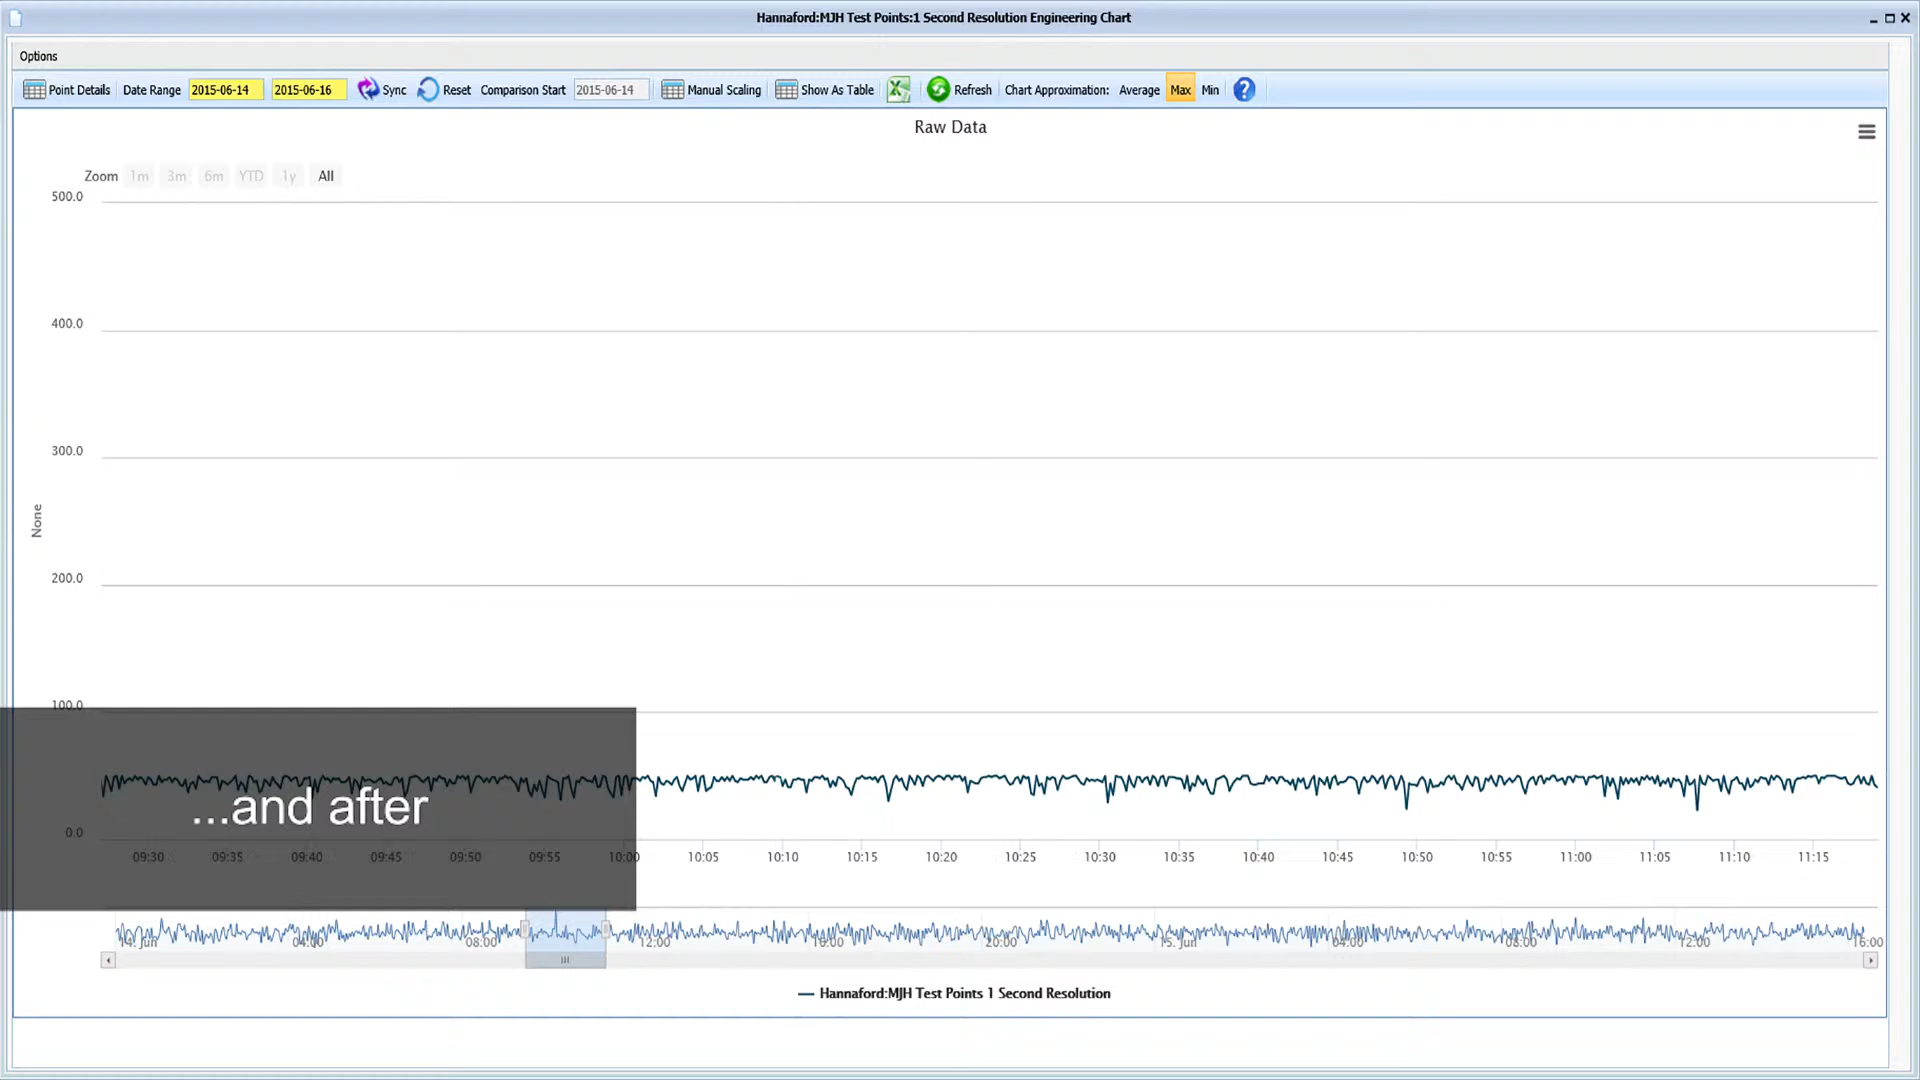 Hannaford:MJH Test Points:1 Second Resolution Engineering Chart
Options
Point Details Date Range 2015-06-14 2015-06-16 Sync Reset Comparison Start 2015-06-14 Manual Scaling Show As Table Refresh Chart Approximation: Average Max Min ?
Raw Data
Zoom 1m 3m 6m YTD 1y All
500.0
400.0
300.0
None
200.0
100.0
...and after
0.0
09:30 09:35 09:40 09:45 09:50 09:55 10:00 10:05 10:10 10:15 10:20 10:25 10:30 10:35 10:40 10:45 10:50 10:55 11:00 11:05 11:10 11:15
14. Jun 04:00 08:00 12:00 16:00 20:00 15. Jun 04:00 08:00 12:00 16:00
Hannaford:MJH Test Points 1 Second Resolution